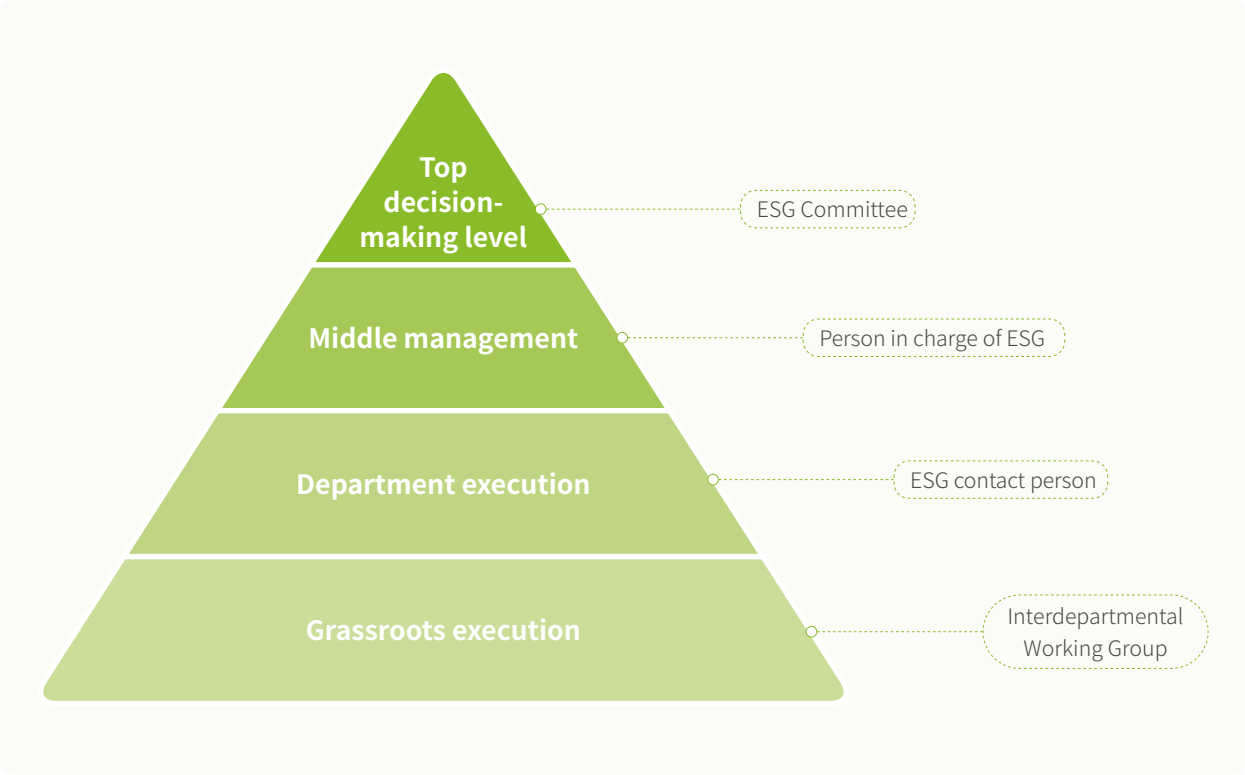 Top
decision-
making level
ESG Committee
Middle management
Person in charge of ESG
Department execution
ESG contact person
Grassroots execution
Interdepartmental
Working Group